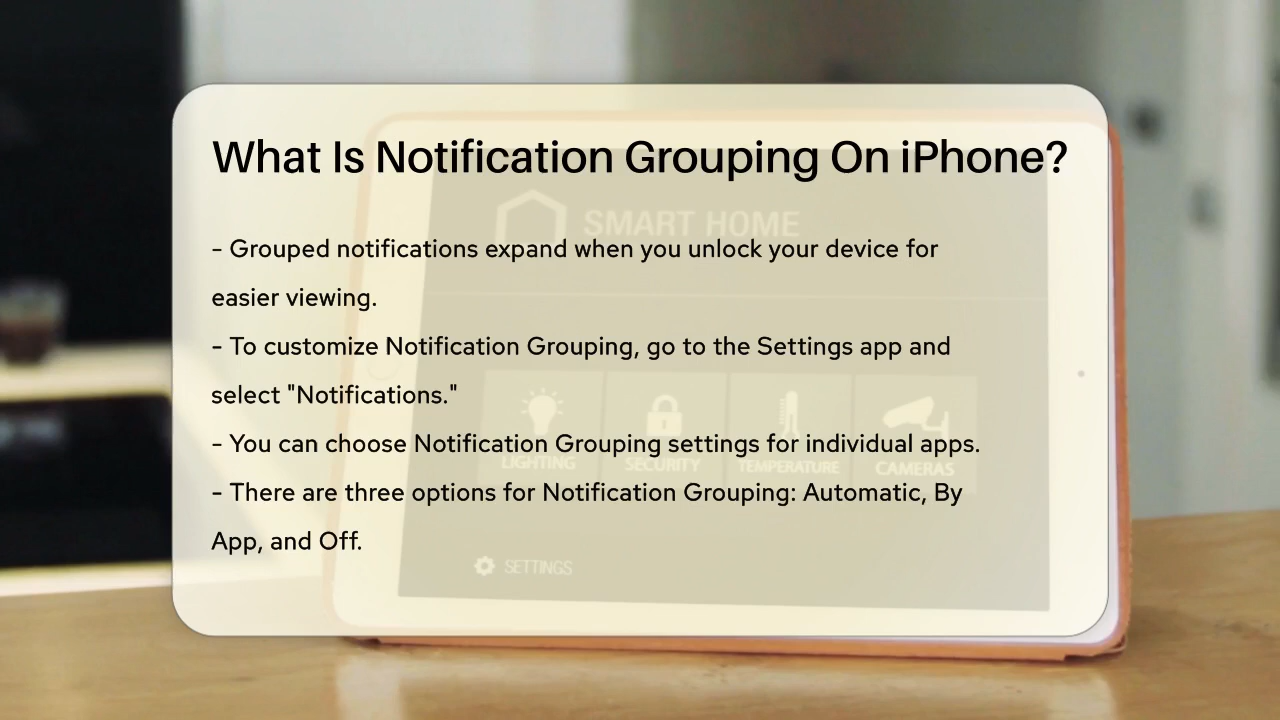 What Is Notification Grouping On iPhone?
SMART HOME
- Grouped notifications expand when you unlock your device for
easier viewing.
- To customize Notification Grouping, go to the Settings app and
select "Notifications."
- You can choose Notification Grouping settings for individual apps.
LIGHTING SECURITY TEMPERATURE CAMERAS
- There are three options for Notification Grouping: Automatic, By
App, and Off.
SETTINGS